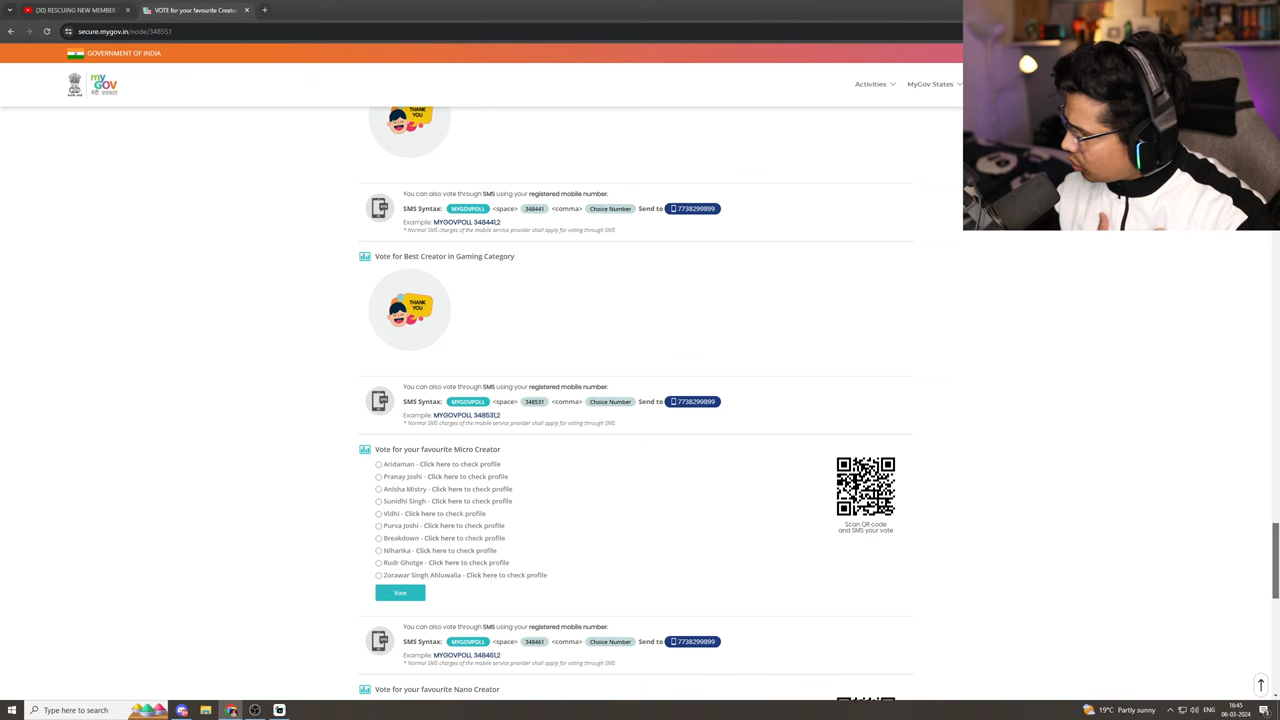 (30) RESCUING NEW MEMBER
VOTE for your favourite Creator
secure.mygov.in/node/348551
GOVERNMENT OF INDIA
my GOV
मेरी सरकार
Activities
MyGov States
THANK YOU
You can also vote through SMS using your registered mobile number.
SMS Syntax: MYGOVPOLL <space> 348441 <comma> Choice Number Send to 7738299899
Example: MYGOVPOLL 348441,2
* Normal SMS charges of the mobile service provider shall apply for voting through SMS
Vote for Best Creator in Gaming Category
THANK YOU
You can also vote through SMS using your registered mobile number.
SMS Syntax: MYGOVPOLL <space> 348531 <comma> Choice Number Send to 7738299899
Example: MYGOVPOLL 348531,2
* Normal SMS charges of the mobile service provider shall apply for voting through SMS
Vote for your favourite Micro Creator
Aridaman - Click here to check profile
Pranay Joshi - Click here to check profile
Anisha Mistry - Click here to check profile
Sunidhi Singh - Click here to check profile
Vidhi - Click here to check profile
Purva Joshi - Click here to check profile
Breakdown - Click here to check profile
Niharika - Click here to check profile
Rudr Ghotge - Click here to check profile
Zorawar Singh Ahluwalia - Click here to check profile
Scan QR code
and SMS your vote
Vote
You can also vote through SMS using your registered mobile number.
SMS Syntax: MYGOVPOLL <space> 348461 <comma> Choice Number Send to 7738299899
Example: MYGOVPOLL 348461,2
* Normal SMS charges of the mobile service provider shall apply for voting through SMS
Vote for your favourite Nano Creator
Type here to search
19°C Partly sunny
ENG
16:45
06-03-2024